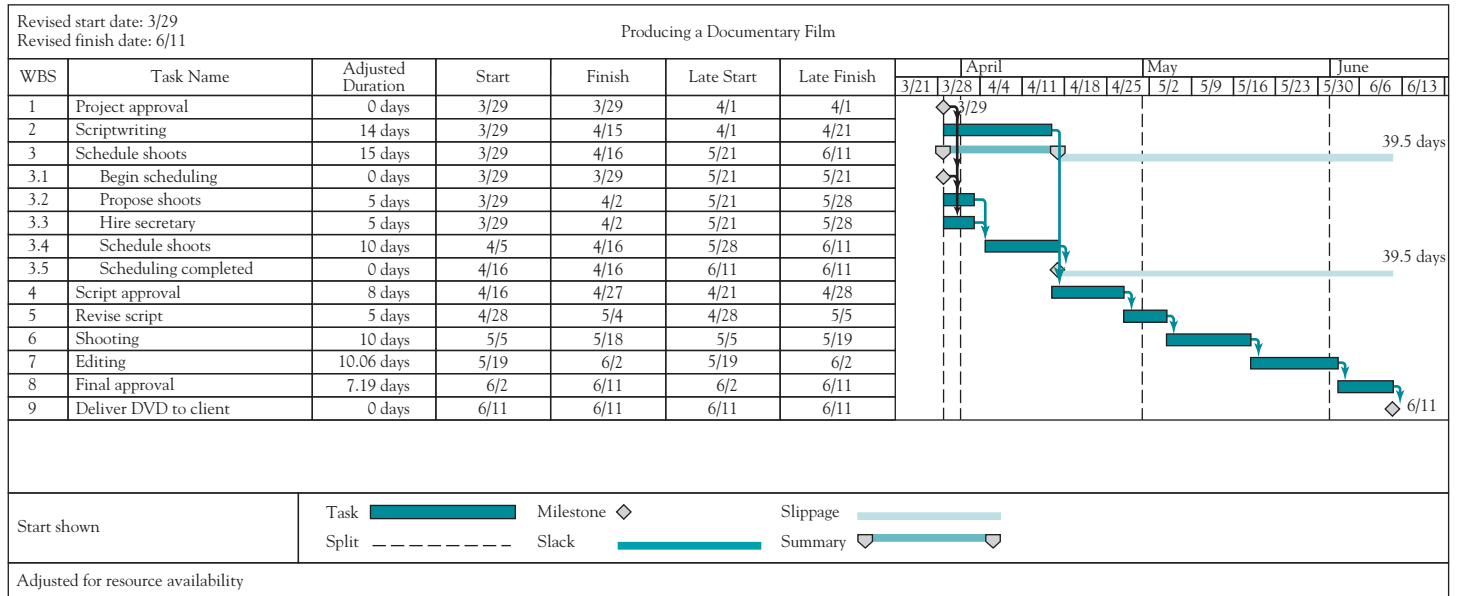 Revised start date: 3/29
Revised finish date: 6/11
Producing a Documentary Film
WBS Task Name Adjusted Duration Start Finish Late Start Late Finish
April May June
3/21 3/28 4/4 4/11 4/18 4/25 5/2 5/9 5/16 5/23 5/30 6/6 6/13
1 Project approval 0 days 3/29 3/29 4/1 4/1 3/29
2 Scriptwriting 14 days 3/29 4/15 4/1 4/21
39.5 days
3 Schedule shoots 15 days 3/29 4/16 5/21 6/11
3.1 Begin scheduling 0 days 3/29 3/29 5/21 5/21
3.2 Propose shoots 5 days 3/29 4/2 5/21 5/28
3.3 Hire secretary 5 days 3/29 4/2 5/21 5/28
3.4 Schedule shoots 10 days 4/5 4/16 5/28 6/11
39.5 days
3.5 Scheduling completed 0 days 4/16 4/16 6/11 6/11
4 Script approval 8 days 4/16 4/27 4/21 4/28
5 Revise script 5 days 4/28 5/4 4/28 5/5
6 Shooting 10 days 5/5 5/18 5/5 5/19
7 Editing 10.06 days 5/19 6/2 5/19 6/2
8 Final approval 7.19 days 6/2 6/11 6/2 6/11
9 Deliver DVD to client 0 days 6/11 6/11 6/11 6/11 6/11
Start shown
Task Milestone Slippage
Split Slack Summary
Adjusted for resource availability